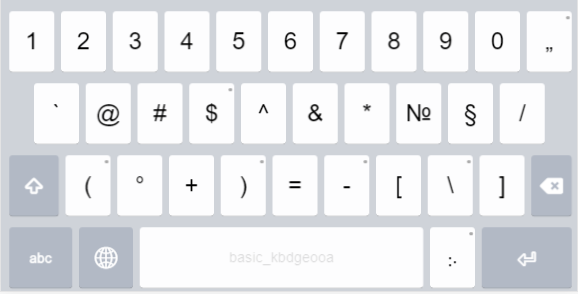 1 2 3 4 5 6 7 8 9 0 „
` @ # $ ^ & * № § /
( ° + ) = - [ \ ]
abc basic_kbdgeooa :·